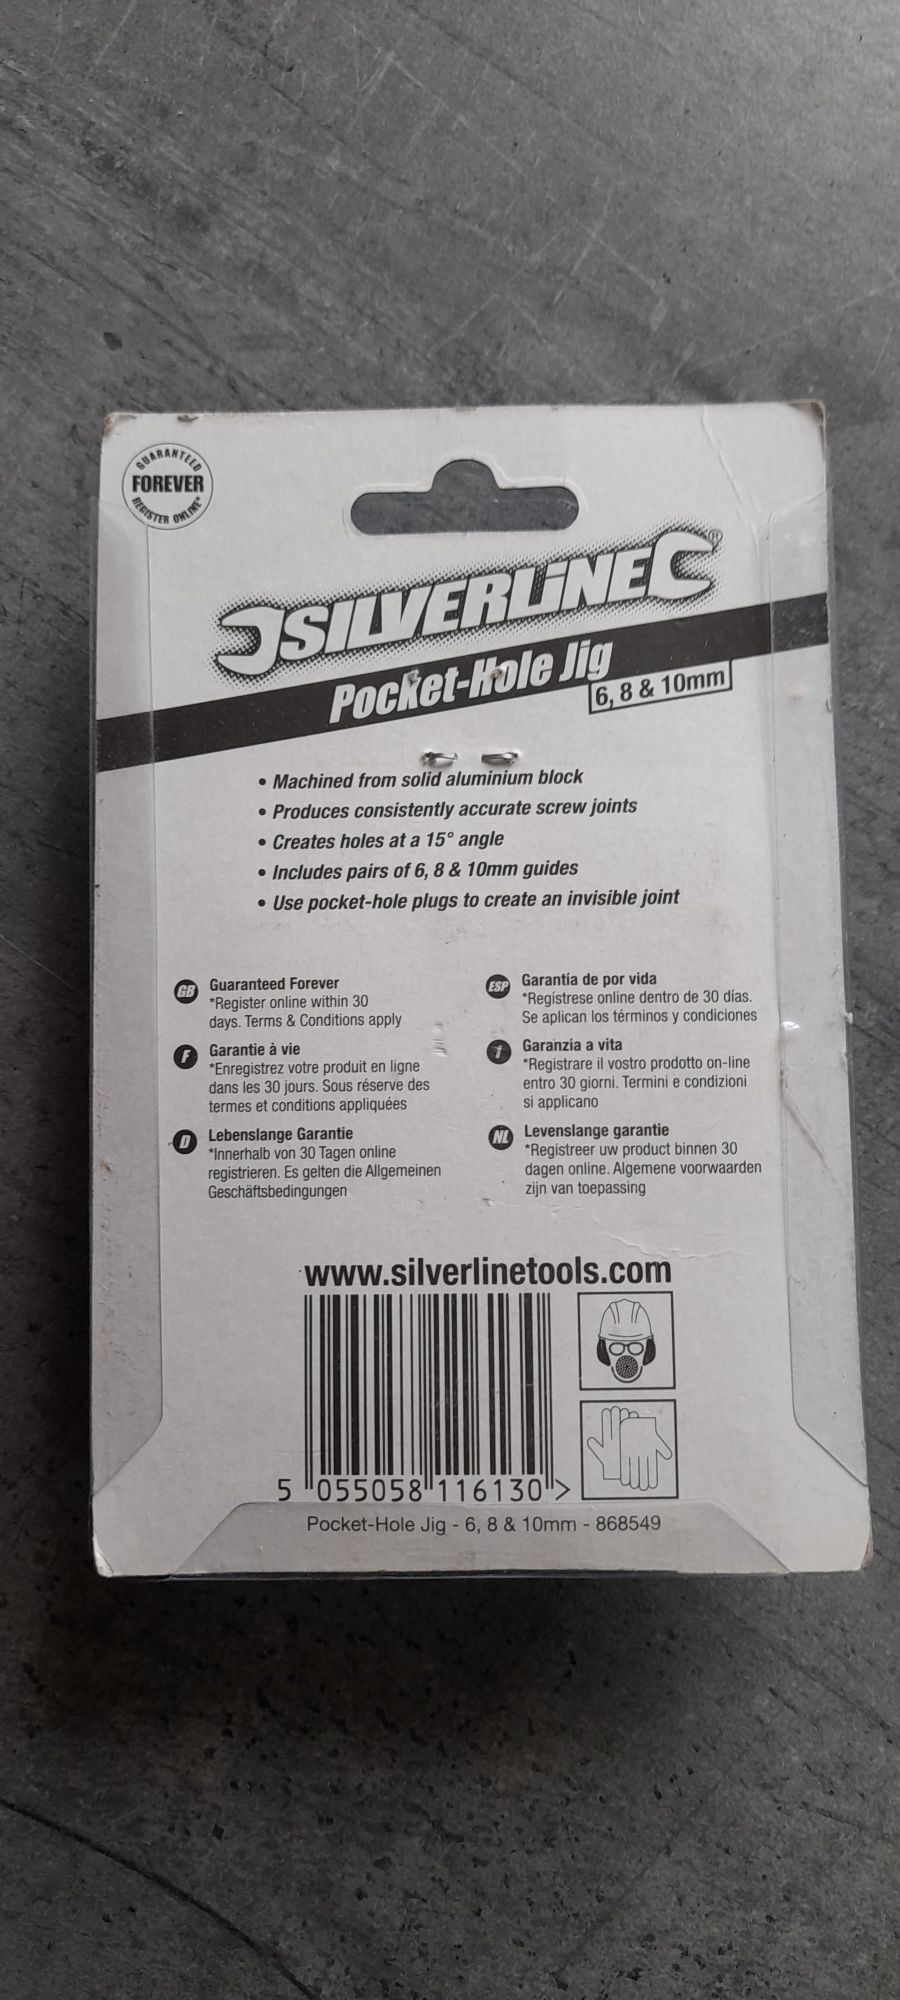 GUARANTEED
FOREVER
REGISTER ONLINE*
SILVERLINE®
Pocket-Hole Jig
6, 8 & 10mm
• Machined from solid aluminium block
• Produces consistently accurate screw joints
• Creates holes at a 15° angle
• Includes pairs of 6, 8 & 10mm guides
• Use pocket-hole plugs to create an invisible joint
GB Guaranteed Forever
*Register online within 30
days. Terms & Conditions apply
F Garantie à vie
*Enregistrez votre produit en ligne
dans les 30 jours. Sous réserve des
termes et conditions appliquées
D Lebenslange Garantie
*Innerhalb von 30 Tagen online
registrieren. Es gelten die Allgemeinen
Geschäftsbedingungen
ESP Garantía de por vida
*Regístrese online dentro de 30 días.
Se aplican los términos y condiciones
I Garanzia a vita
*Registrare il vostro prodotto on-line
entro 30 giorni. Termini e condizioni
si applicano
NL Levenslange garantie
*Registreer uw product binnen 30
dagen online. Algemene voorwaarden
zijn van toepassing
www.silverlinetools.com
5 055058 116130 >
Pocket-Hole Jig - 6, 8 & 10mm - 868549